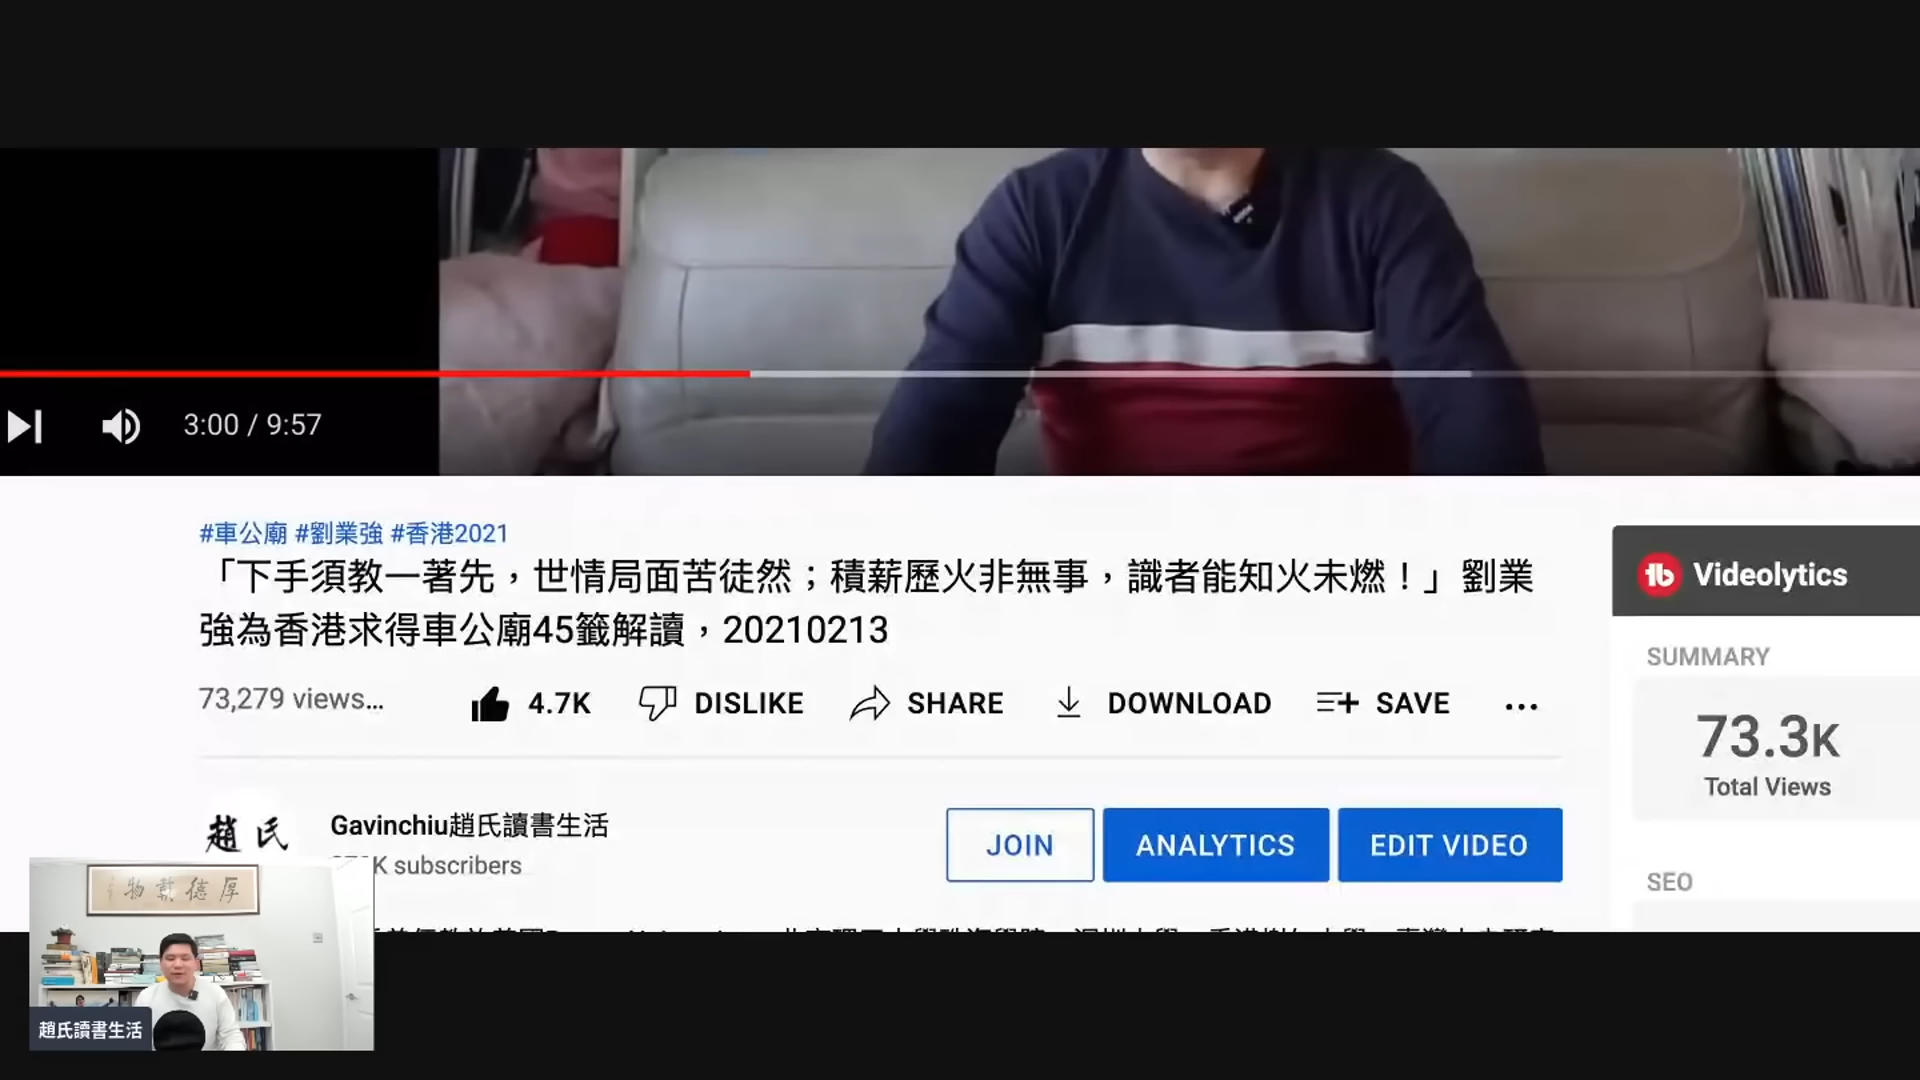 3:00 / 9:57
#車公廟 #劉業強 #香港2021
「下手須教一著先，世情局面苦徒然；積薪歷火非無事，識者能知火未燃！」劉業
強為香港求得車公廟45籤解讀，20210213
73,279 views...
4.7K
DISLIKE
SHARE
DOWNLOAD
SAVE
趙氏
Gavinchiu趙氏讀書生活
K subscribers
JOIN
ANALYTICS
EDIT VIDEO
Videolytics
SUMMARY
73.3K
Total Views
SEO
物載德厚
趙氏讀書生活